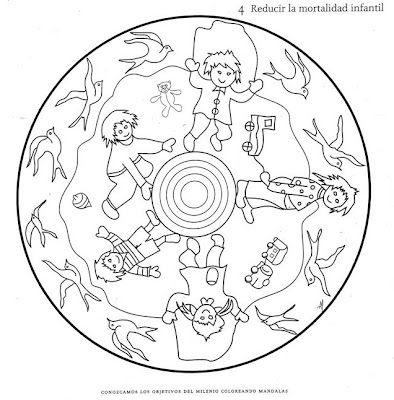 4 Reducir la mortalidad infantil
CONOZCAMOS LOS OBJETIVOS DEL MILENIO COLOREANDO MANDALAS